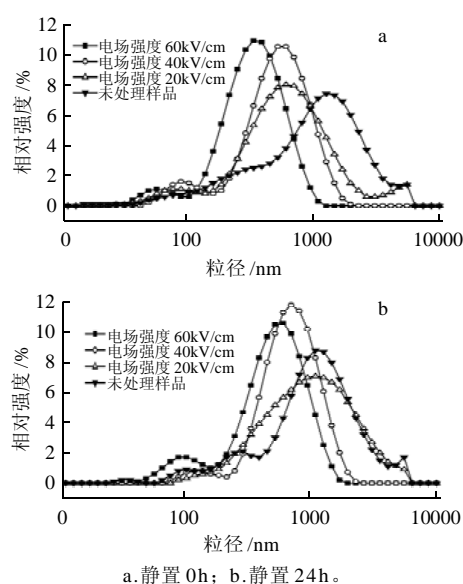 12
10
8
6
4
2
0
相对强度/%
电场强度 60kV/cm
电场强度 40kV/cm
电场强度 20kV/cm
未处理样品
a
0
100
1000
10000
粒径/nm
12
10
8
6
4
2
0
相对强度/%
电场强度 60kV/cm
电场强度 40kV/cm
电场强度 20kV/cm
未处理样品
b
0
100
1000
10000
粒径/nm
a.静置 0h；b.静置 24h。